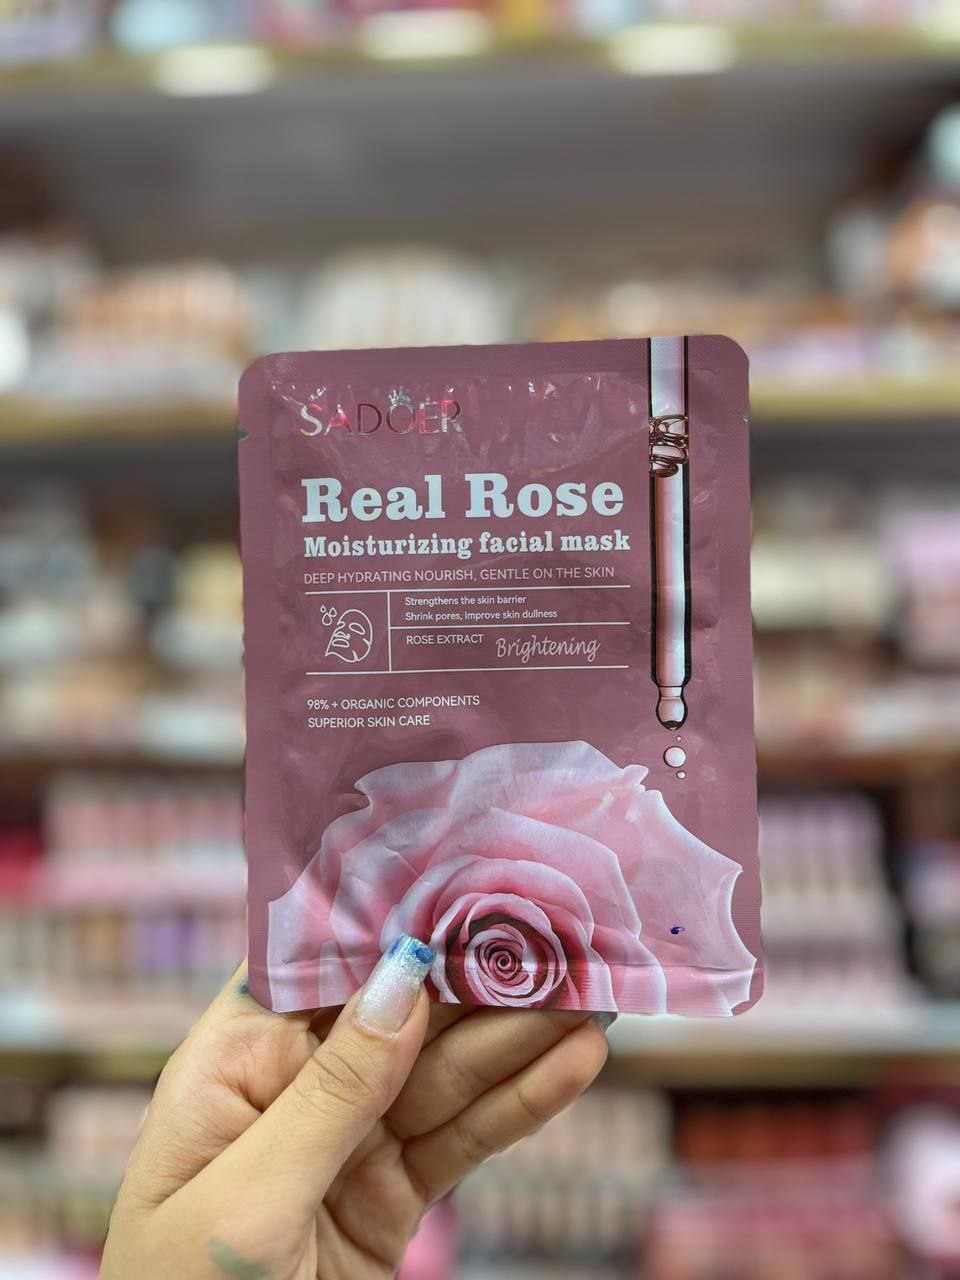 SADOER
Real Rose
Moisturizing facial mask
DEEP HYDRATING NOURISH, GENTLE ON THE SKIN
Strengthens the skin barrier
Shrink pores, Improve skin dullness
ROSE EXTRACT Brightening
98% + ORGANIC COMPONENTS
SUPERIOR SKIN CARE